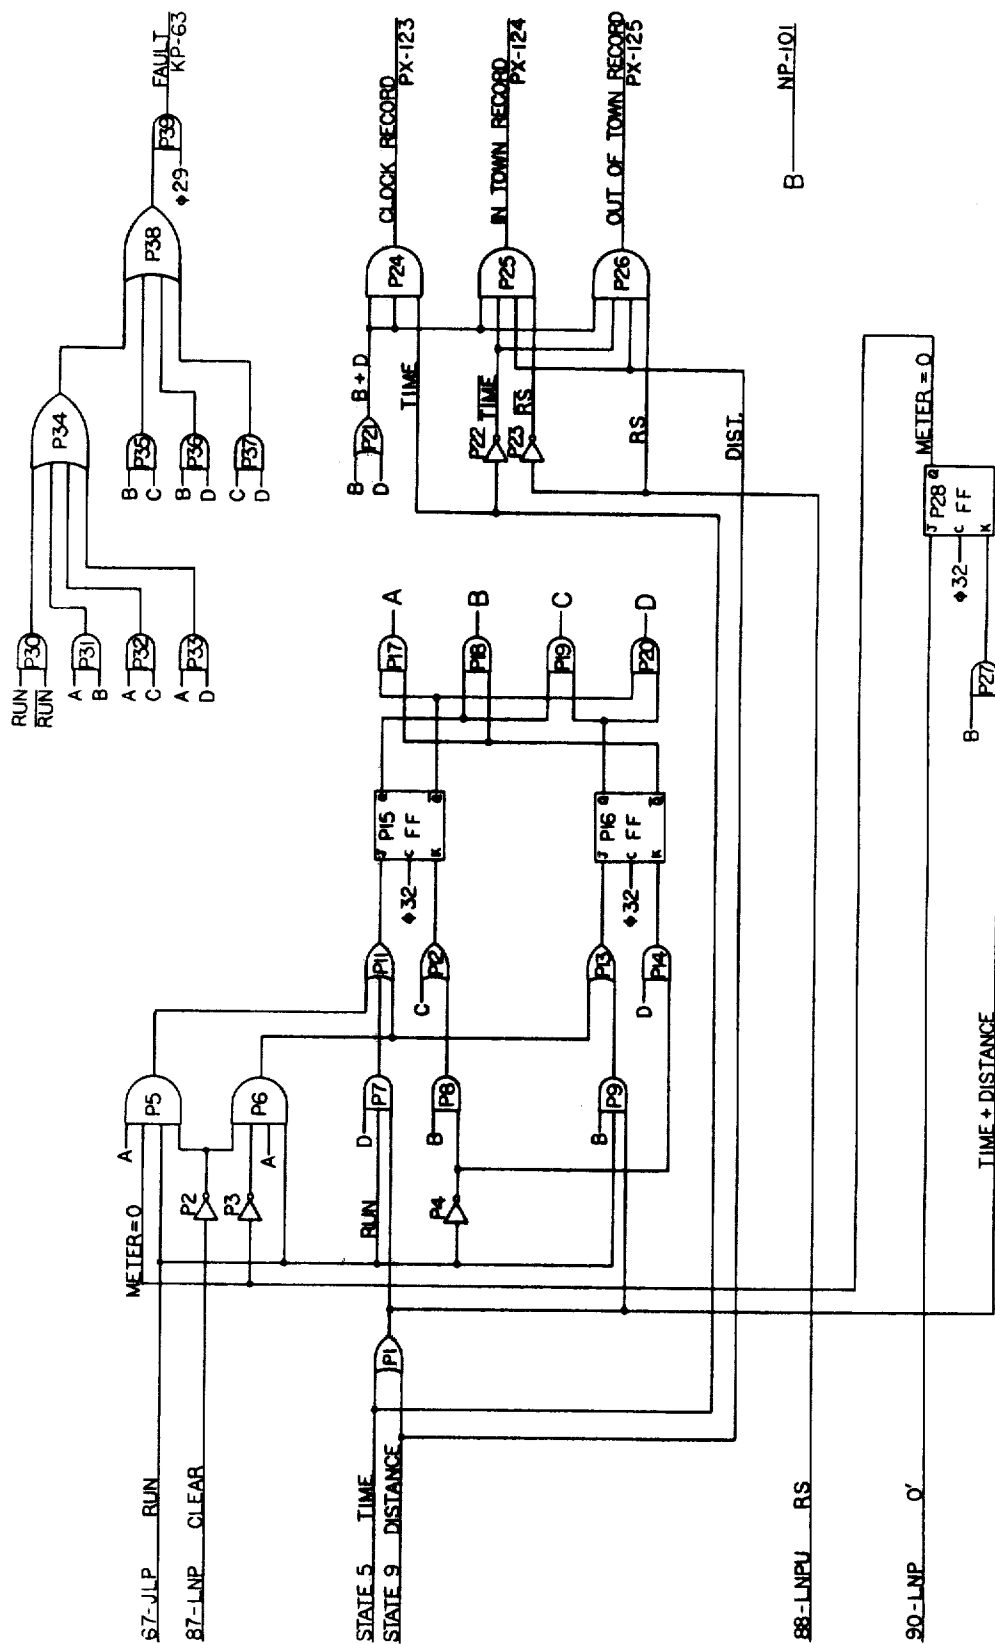 RUN
RUN
P30
A
B
P31
A
C
P32
A
D
P33
P34
B
C
P35
B
D
P36
C
D
P37
P38
ϕ29
P39
FAULT
KP-63
67-JLP RUN
87-LNP CLEAR
METER=0
A
P5
P2
P3
A
P6
STATE 5 TIME
STATE 9 DISTANCE
P1
RUN
D
P7
P4
B
P8
B
P9
P11
C
P12
P13
D
P14
J
P15
Q
ϕ32
C
FF
K
Q
J
P16
Q
ϕ32
C
FF
K
Q
P17
A
P18
B
P19
C
P20
D
B
D
P21
B+D
TIME
P24
CLOCK RECORD
PX-123
P22
TIME
P23
RS
P25
IN TOWN RECORD
PX-124
RS
P26
OUT OF TOWN RECORD
PX-125
DIST.
88-LNPU RS
B
NP-101
90-LNP O'
TIME + DISTANCE
B
P27
J
P28
Q
ϕ32
C
FF
K
METER=0